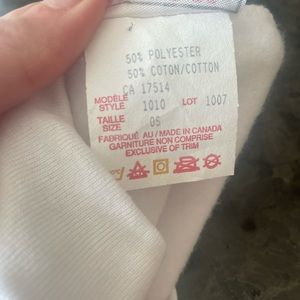 50% POLYESTER
50% COTON/COTTON
CA 17514
MODÈLE
STYLE 1010 LOT 1007
TAILLE
SIZE 05
FABRIQUÉ AU / MADE IN CANADA
GARNITURE NON COMPRISE
EXCLUSIVE OF TRIM